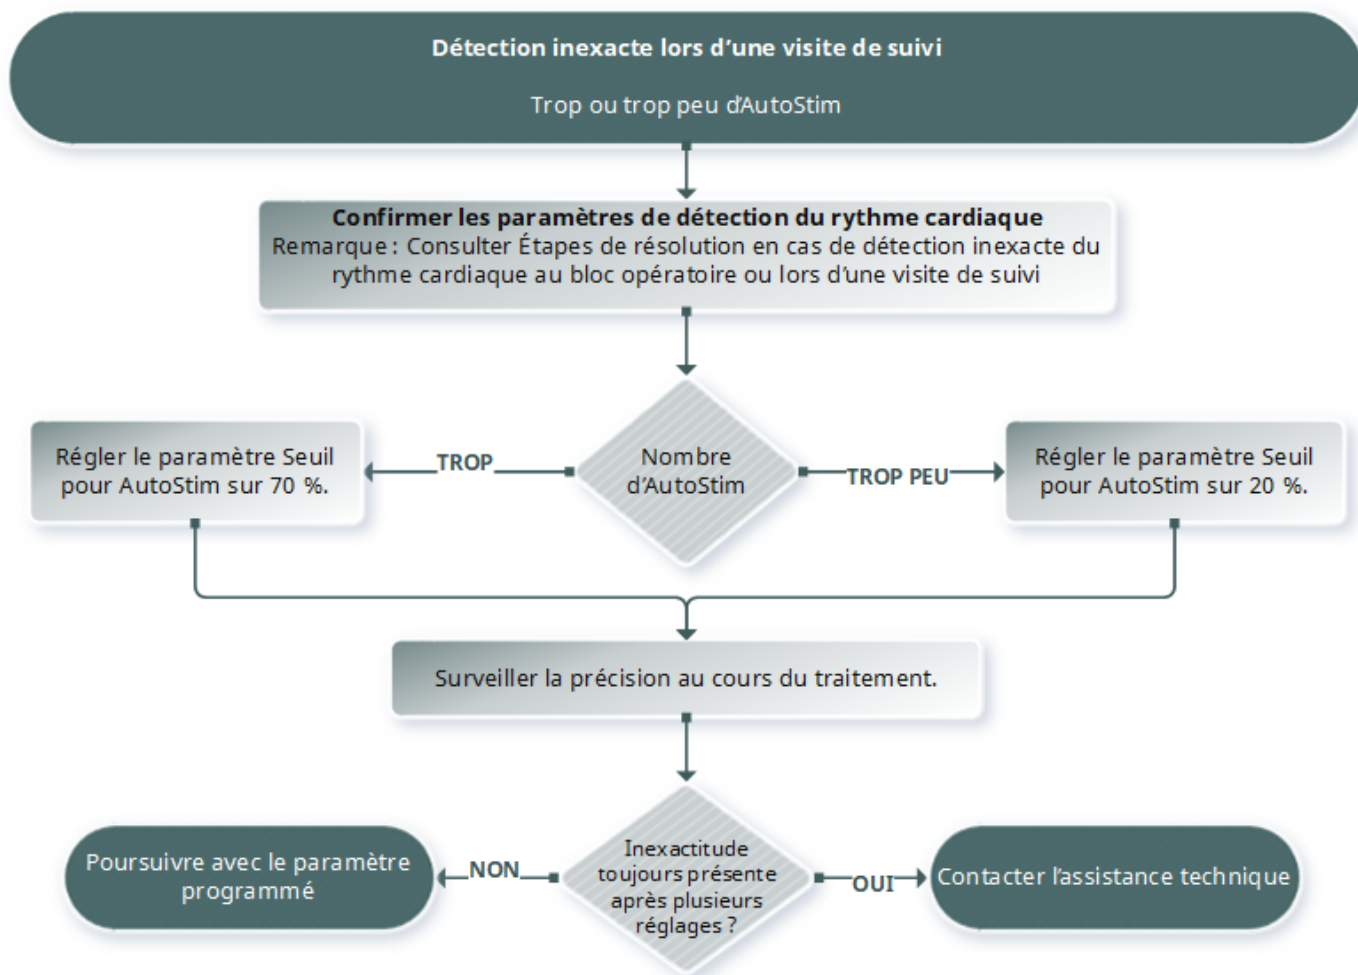 Détection inexacte lors d’une visite de suivi
Trop ou trop peu d’AutoStim
Confirmer les paramètres de détection du rythme cardiaque
Remarque : Consulter Étapes de résolution en cas de détection inexacte du
rythme cardiaque au bloc opératoire ou lors d’une visite de suivi
Régler le paramètre Seuil
pour AutoStim sur 70 %.
TROP
Nombre
d’AutoStim
TROP PEU
Régler le paramètre Seuil
pour AutoStim sur 20 %.
Surveiller la précision au cours du traitement.
Poursuivre avec le paramètre
programmé
NON
Inexactitude
toujours présente
après plusieurs
réglages ?
OUI
Contacter l’assistance technique